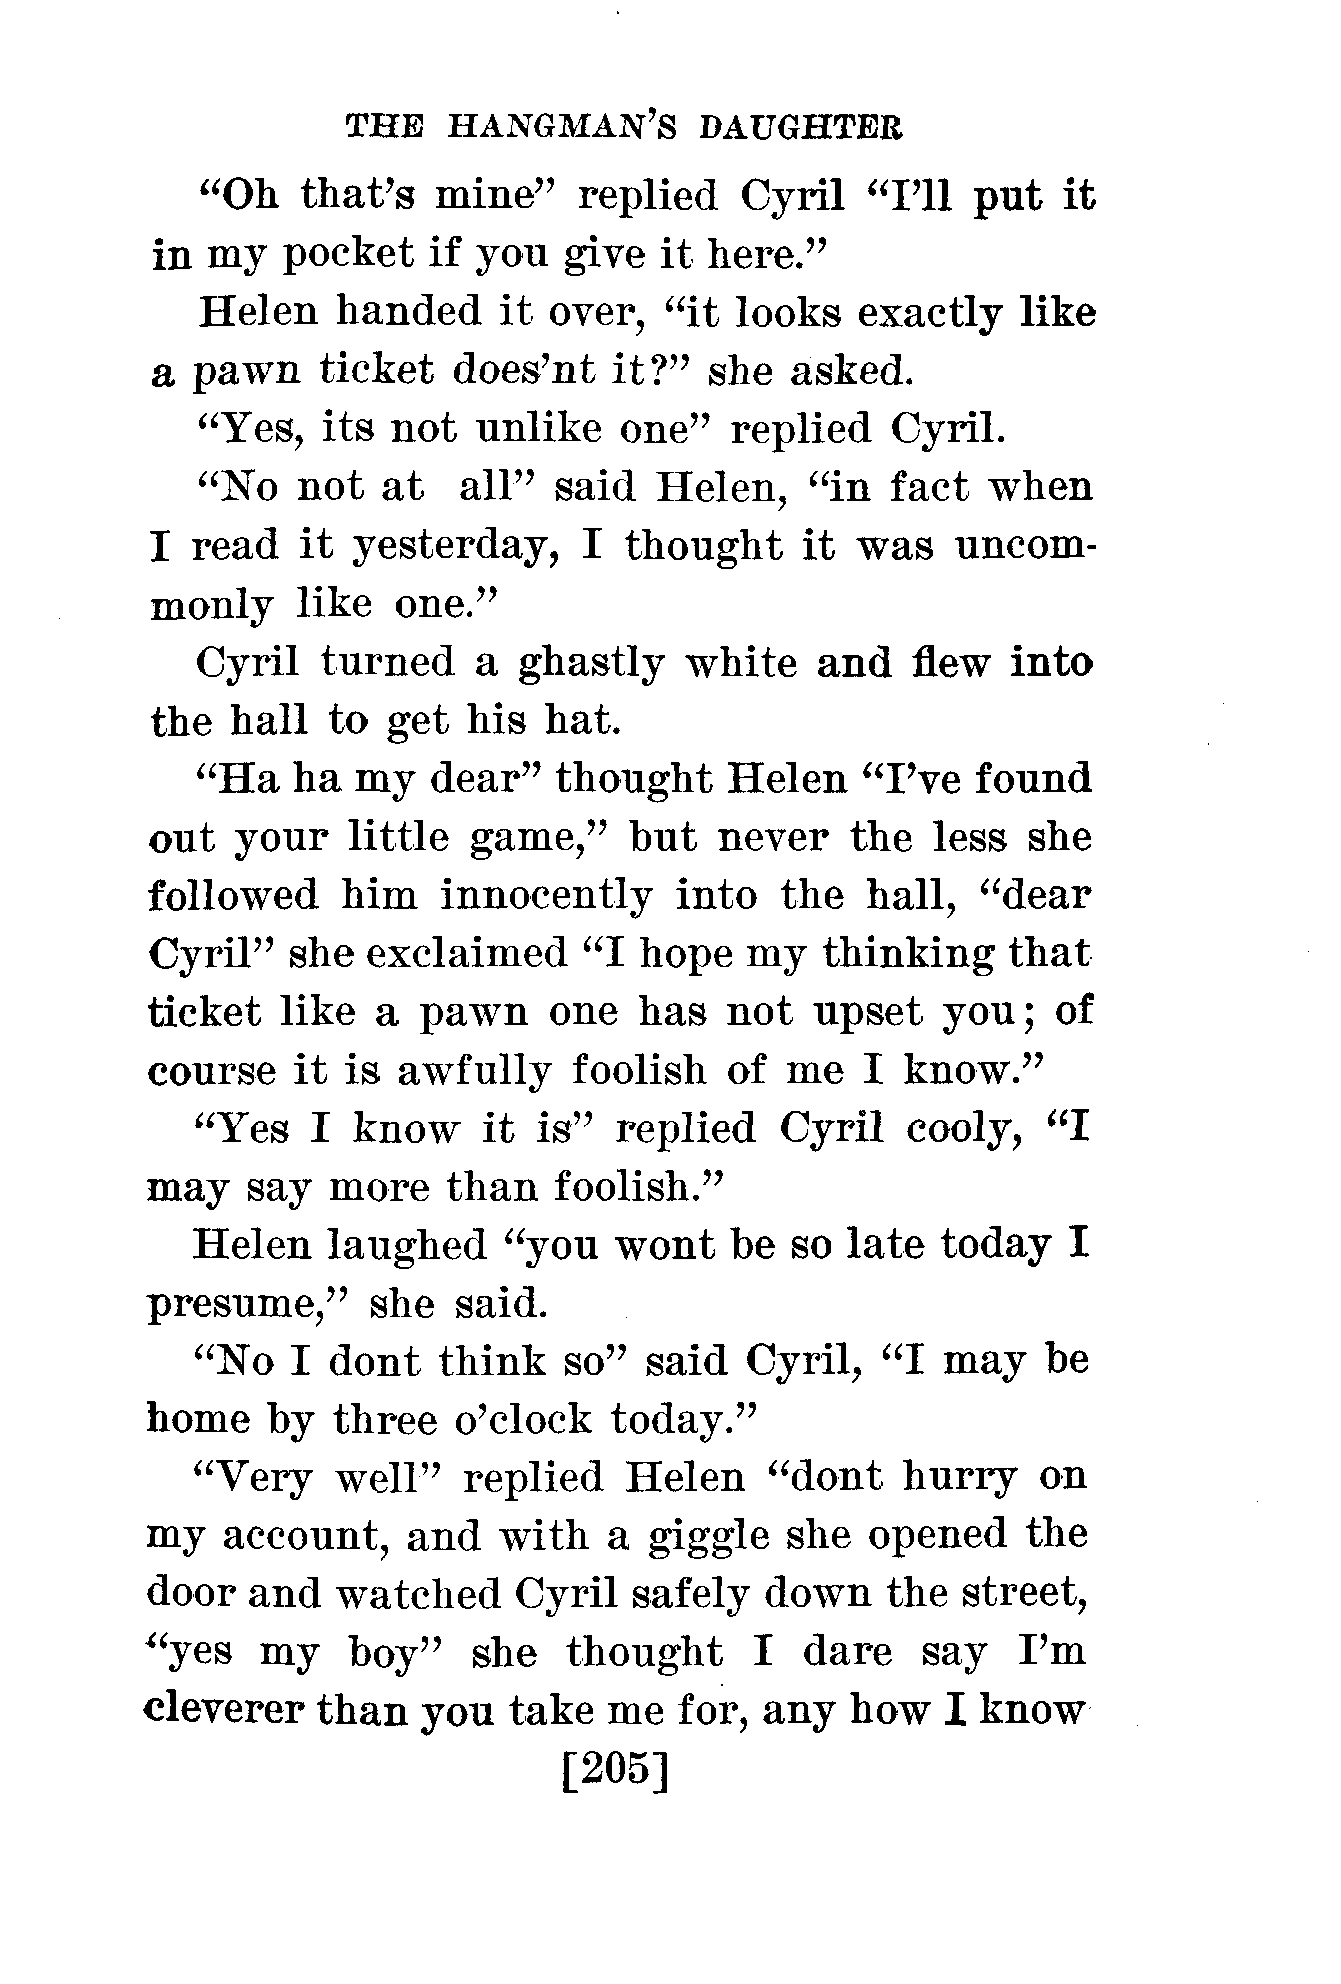 THE HANGMAN'S DAUGHTER
“Oh that’s mine” replied Cyril “I’ll put it
in my pocket if you give it here.”
Helen handed it over, “it looks exactly like
a pawn ticket does’nt it?” she asked.
“Yes, its not unlike one” replied Cyril.
“No not at all” said Helen, “in fact when
I read it yesterday, I thought it was uncom-
monly like one.”
Cyril turned a ghastly white and flew into
the hall to get his hat.
“Ha ha my dear” thought Helen “I’ve found
out your little game,” but never the less she
followed him innocently into the hall, “dear
Cyril” she exclaimed “I hope my thinking that
ticket like a pawn one has not upset you; of
course it is awfully foolish of me I know.”
“Yes I know it is” replied Cyril cooly, “I
may say more than foolish.”
Helen laughed “you wont be so late today I
presume,” she said.
“No I dont think so” said Cyril, “I may be
home by three o’clock today.”
“Very well” replied Helen “dont hurry on
my account, and with a giggle she opened the
door and watched Cyril safely down the street,
“yes my boy” she thought I dare say I’m
cleverer than you take me for, any how I know
[205]